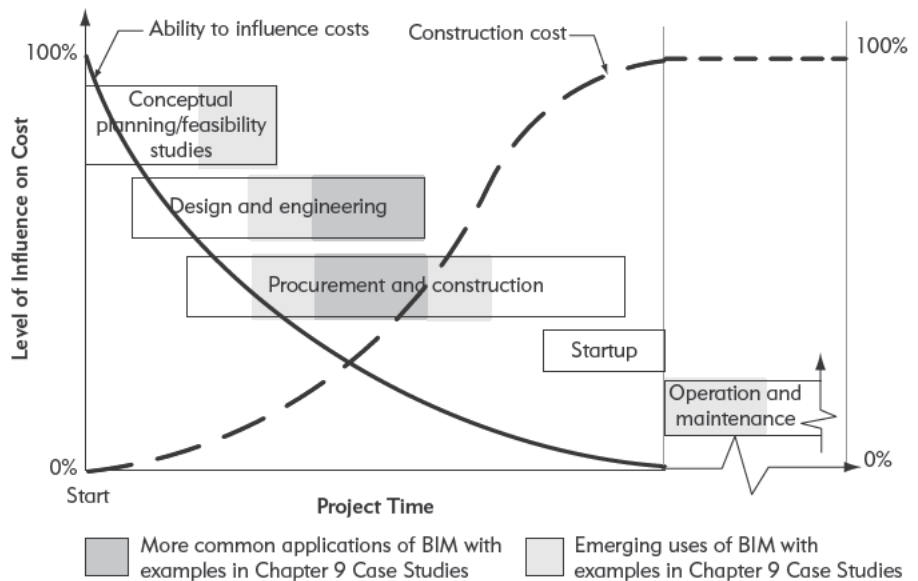 Ability to influence costs
Construction cost
100%
100%
Conceptual
planning/feasibility
studies
Design and engineering
Procurement and construction
Startup
Operation and
maintenance
Level of Influence on Cost
0%
0%
Start
Project Time
More common applications of BIM with
examples in Chapter 9 Case Studies
Emerging uses of BIM with
examples in Chapter 9 Case Studies